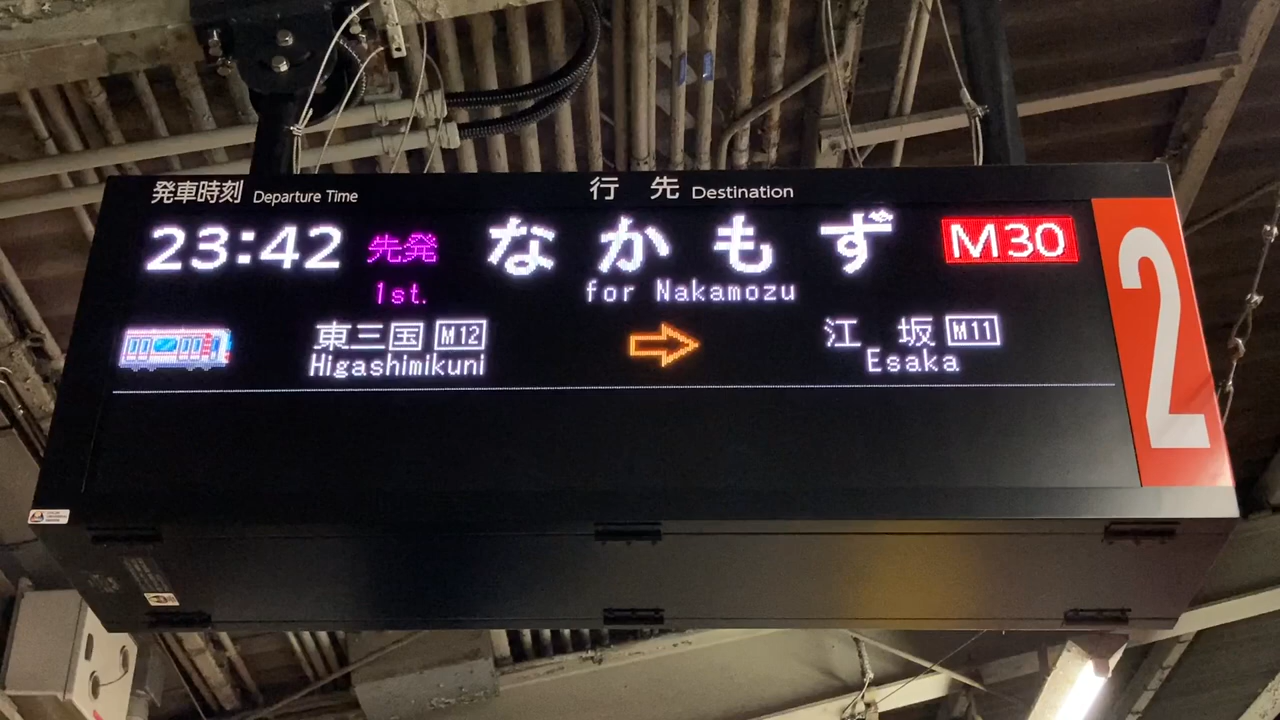 発車時刻 Departure Time 行先 Destination
23:42 先発 なかもず M30 2
1st. for Nakamozu
東三国 M12 江坂 M11
Higashimikuni Esaka